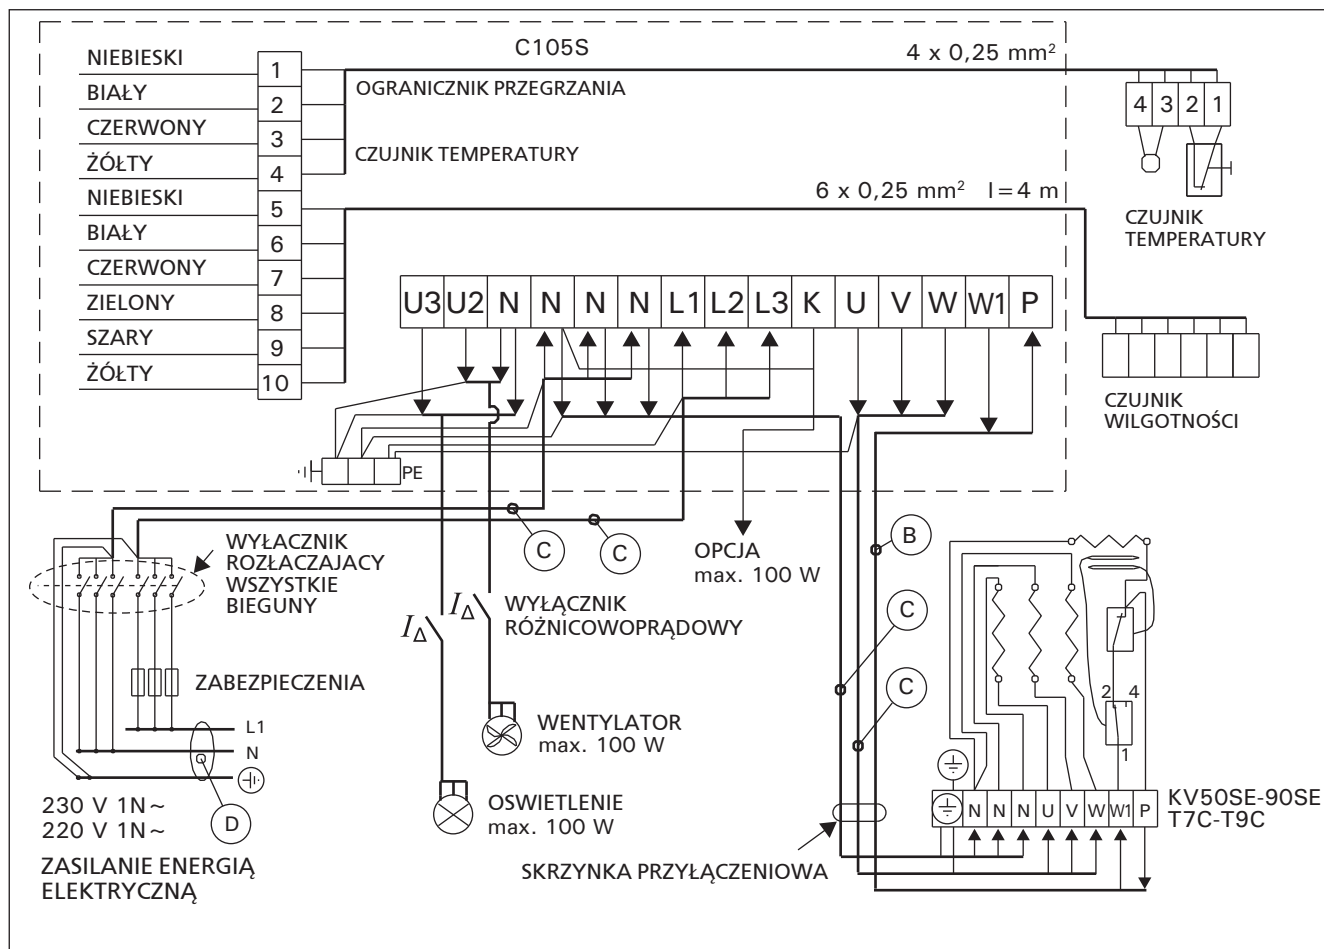 C105S
4 x 0,25 mm²
NIEBIESKI 1
BIAŁY 2
CZERWONY 3
ŻÓŁTY 4
NIEBIESKI 5
BIAŁY 6
CZERWONY 7
ZIELONY 8
SZARY 9
ŻÓŁTY 10
OGRANICZNIK PRZEGRZANIA
CZUJNIK TEMPERATURY
4 3 2 1
CZUJNIK
TEMPERATURY
6 x 0,25 mm² l=4 m
U3 U2 N N N N L1 L2 L3 K U V W W1 P
CZUJNIK
WILGOTNOŚCI
PE
C
C
B
C
C
OPCJA
max. 100 W
WYŁACZNIK
ROZŁACZAJACY
WSZYSTKIE
BIEGUNY
I∆
I∆
WYŁĄCZNIK
RÓŻNICOWOPRĄDOWY
ZABEZPIECZENIA
L1
N
D
230 V 1N~
220 V 1N~
ZASILANIE ENERGIĄ
ELEKTRYCZNĄ
WENTYLATOR
max. 100 W
OSWIETLENIE
max. 100 W
SKRZYNKA PRZYŁĄCZENIOWA
2 4
1
N N N U V W W1 P
KV50SE-90SE
T7C-T9C